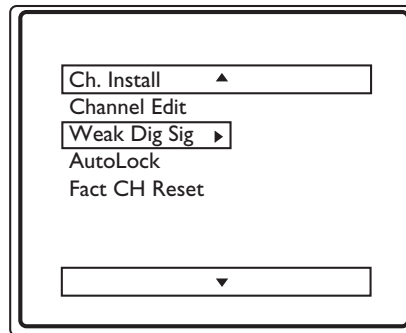 Ch. Install ▲
Channel Edit
Weak Dig Sig ▶
AutoLock
Fact CH Reset
▼